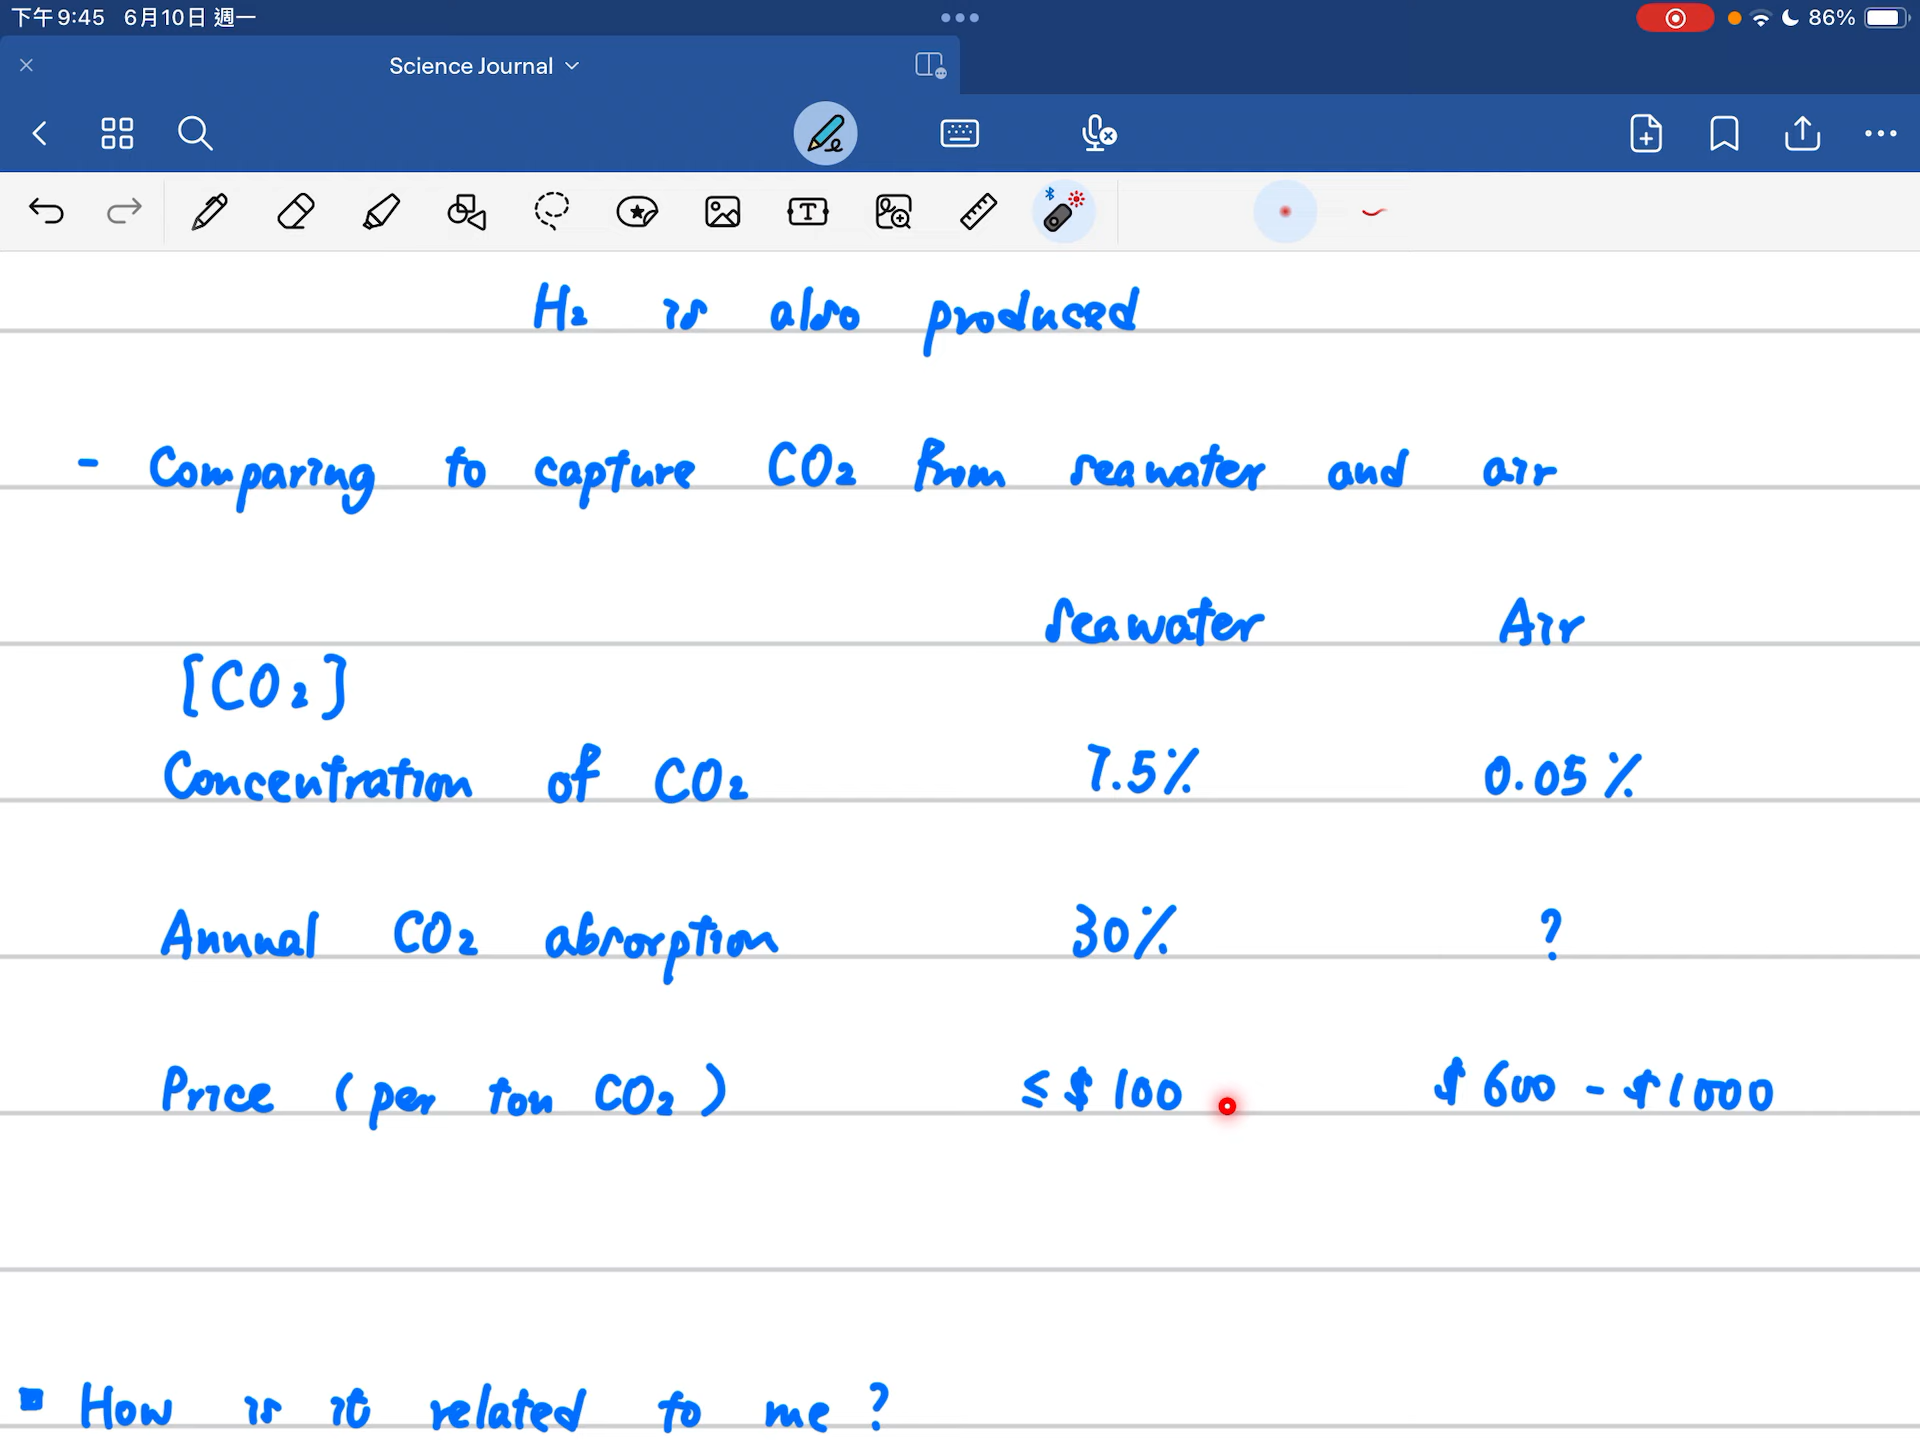 下午9:45 6月10日 週一 86%
Science Journal
H₂ is also produced
- Comparing to capture CO₂ from seawater and air
Seawater Air
[CO₂]
Concentration of CO₂ 7.5% 0.05%
Annual CO₂ absorption 30% ?
Price (per ton CO₂) ≤ $100 $600 - $1000
▪ How is it related to me?